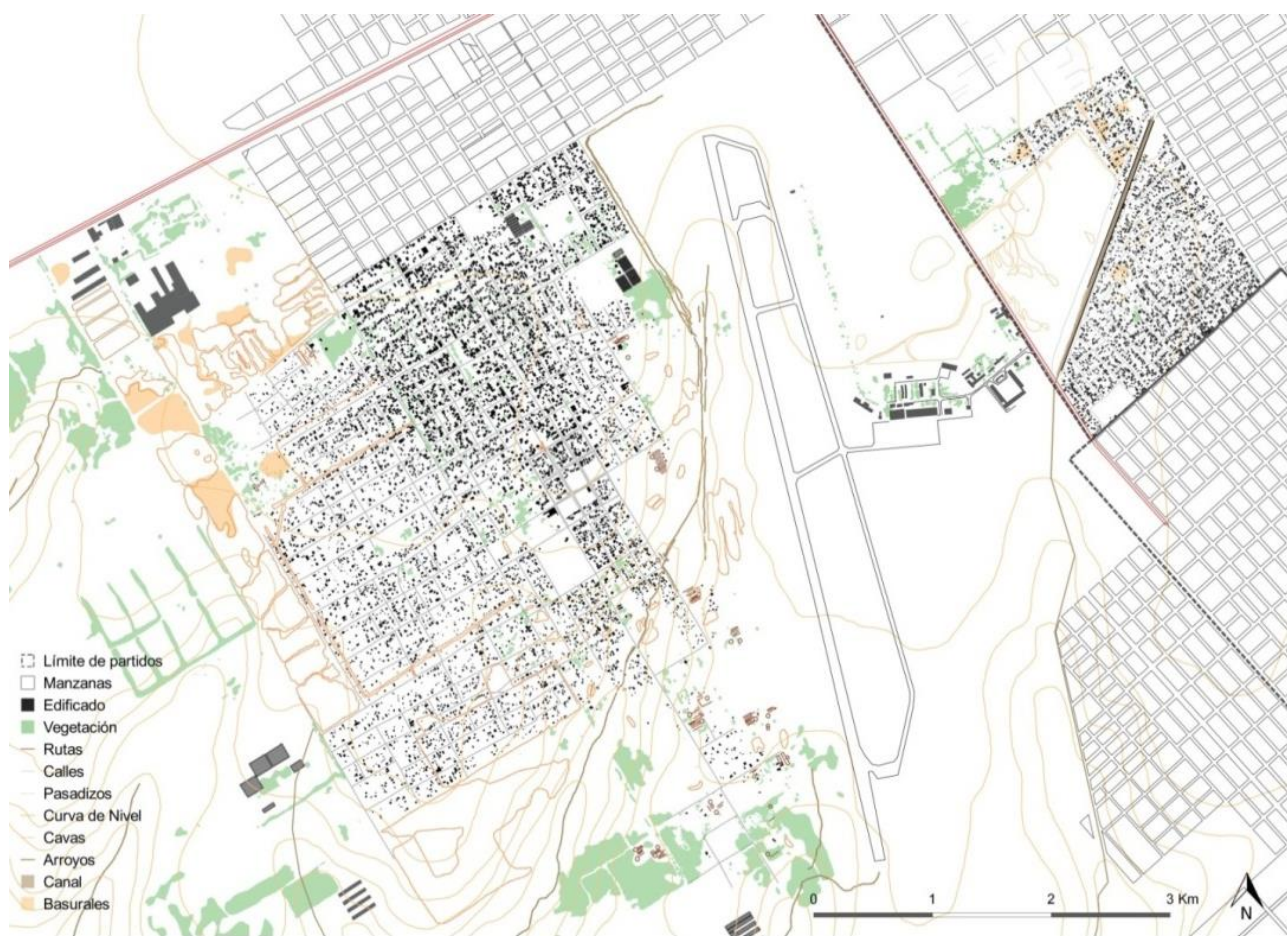 Límite de partidos
Manzanas
Edificado
Vegetación
Rutas
Calles
Pasadizos
Curva de Nivel
Cavas
Arroyos
Canal
Basurales
0 1 2 3 Km
N